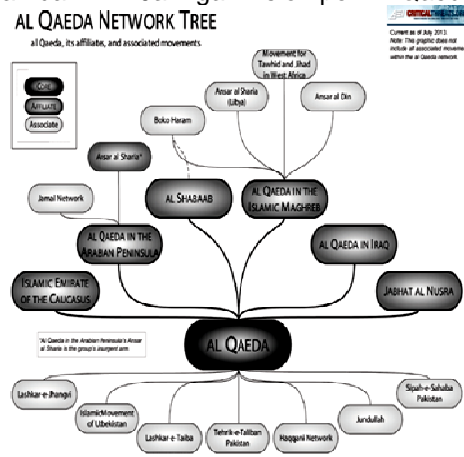 AL QAEDA NETWORK TREE
al Qaeda, its affiliate, and associated movements.
CRITICALTHREATS.ORG
Current as of July 2013.
Note: This graphic does not
include all associated movements
within the al Qaeda network.
CORE
AFFILIATE
Associate
Movement for
Tawhid and Jihad
in West Africa
Ansar al Sharia
(Libya)
Ansar al Din
Boko Haram
Ansar al Sharia*
Jamal Network
AL SHABAAB
AL QAEDA IN THE
ISLAMIC MAGHREB
AL QAEDA IN THE
ARABIAN PENINSULA
AL QAEDA IN IRAQ
ISLAMIC EMIRATE
OF THE CAUCASUS
JABHAT AL NUSRA
*Al Qaeda in the Arabian Peninsula's Ansar
al Sharia is the group's insurgent arm.
AL QAEDA
Lashkar-e-Jhangvi
Sipah-e-Sahaba
Pakistan
Islamic Movement
of Uzbekistan
Jundullah
Lashkar-e-Taiba
Tehrik-e-Taliban
Pakistan
Haqqani Network